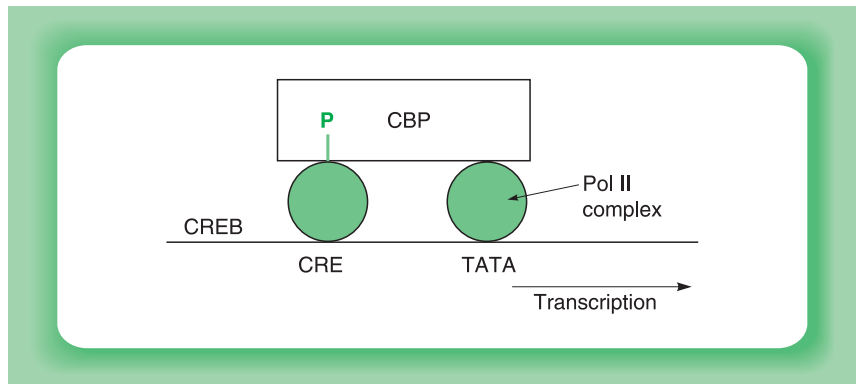 P
CBP
Pol II
complex
CREB
CRE
TATA
Transcription